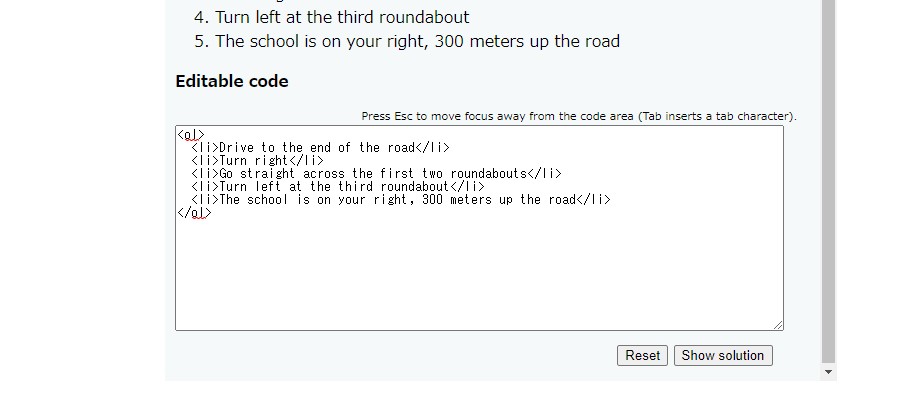 4. Turn left at the third roundabout
5. The school is on your right, 300 meters up the road
Editable code
Press Esc to move focus away from the code area (Tab inserts a tab character).
<ol>
  <li>Drive to the end of the road</li>
  <li>Turn right</li>
  <li>Go straight across the first two roundabouts</li>
  <li>Turn left at the third roundabout</li>
  <li>The school is on your right, 300 meters up the road</li>
</ol>
Reset Show solution